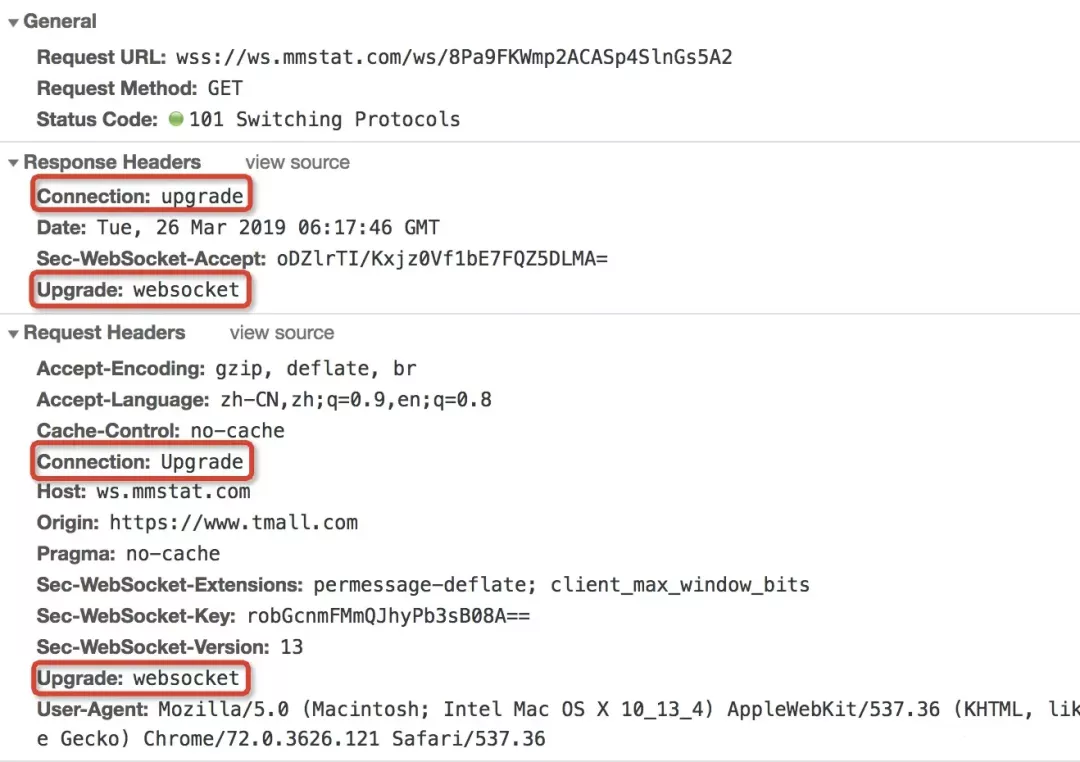 General
Request URL: wss://ws.mmstat.com/ws/8Pa9FKWmp2ACASp4SlnGs5A2
Request Method: GET
Status Code: 101 Switching Protocols
Response Headers view source
Connection: upgrade
Date: Tue, 26 Mar 2019 06:17:46 GMT
Sec-WebSocket-Accept: oDZlrTI/Kxjz0Vf1bE7FQZ5DLMA=
Upgrade: websocket
Request Headers view source
Accept-Encoding: gzip, deflate, br
Accept-Language: zh-CN,zh;q=0.9,en;q=0.8
Cache-Control: no-cache
Connection: Upgrade
Host: ws.mmstat.com
Origin: https://www.tmall.com
Pragma: no-cache
Sec-WebSocket-Extensions: permessage-deflate; client_max_window_bits
Sec-WebSocket-Key: robGcnmFMmQJhyPb3sB08A==
Sec-WebSocket-Version: 13
Upgrade: websocket
User-Agent: Mozilla/5.0 (Macintosh; Intel Mac OS X 10_13_4) AppleWebKit/537.36 (KHTML, lik
e Gecko) Chrome/72.0.3626.121 Safari/537.36